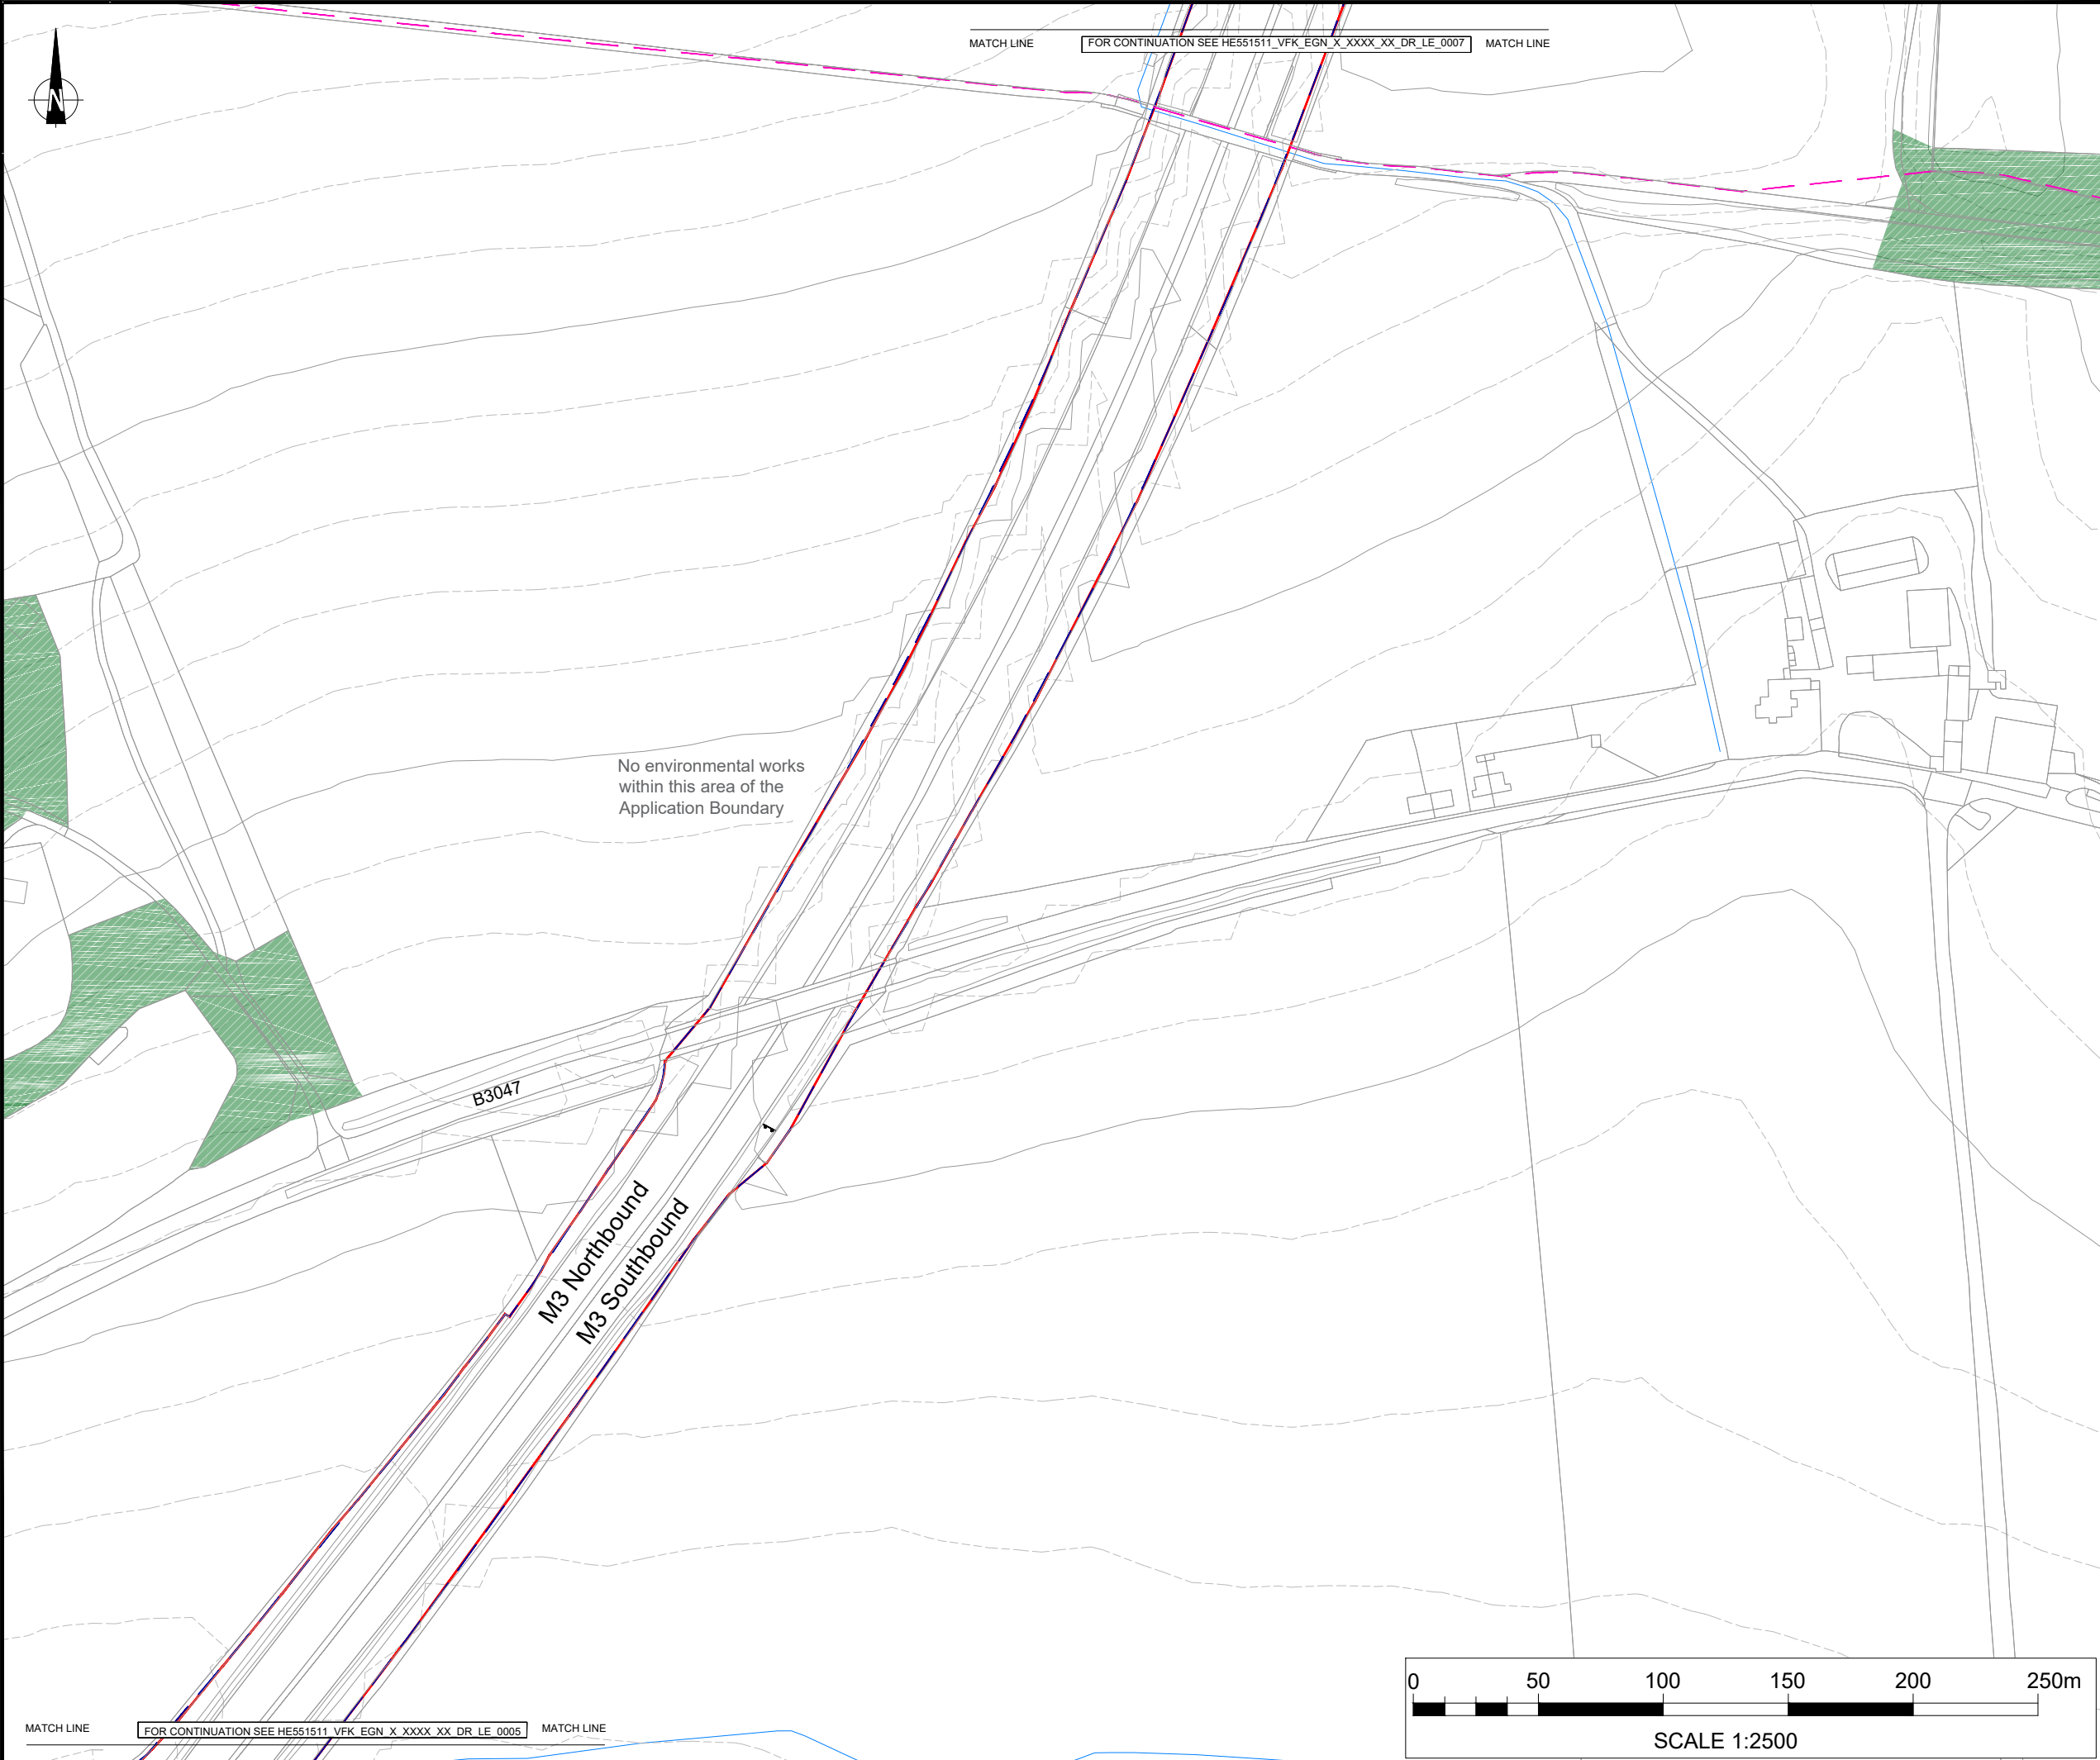 MATCH LINE FOR CONTINUATION SEE HE551511_VFK_EGN_X_XXXX_XX_DR_LE_0007 MATCH LINE
N
No environmental works
within this area of the
Application Boundary
B3047
1
M3 Northbound
M3 Southbound
0 50 100 150 200 250m
SCALE 1:2500
MATCH LINE FOR CONTINUATION SEE HE551511_VFK_EGN_X_XXXX_XX_DR_LE_0005 MATCH LINE